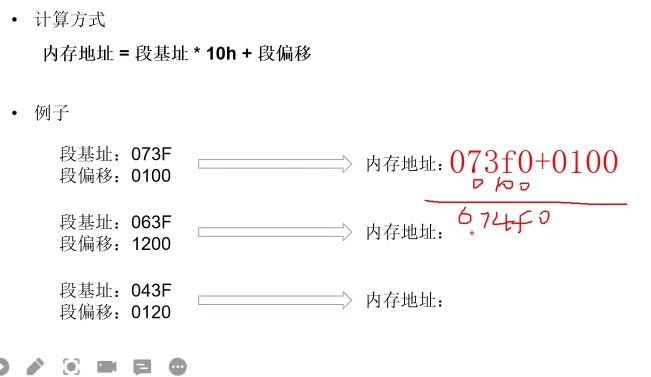 • 计算方式
内存地址 = 段基址 * 10h + 段偏移
• 例子
段基址：073F
段偏移：0100
内存地址：073f0+0100
0100
074f0
段基址：063F
段偏移：1200
内存地址：
段基址：043F
段偏移：0120
内存地址：